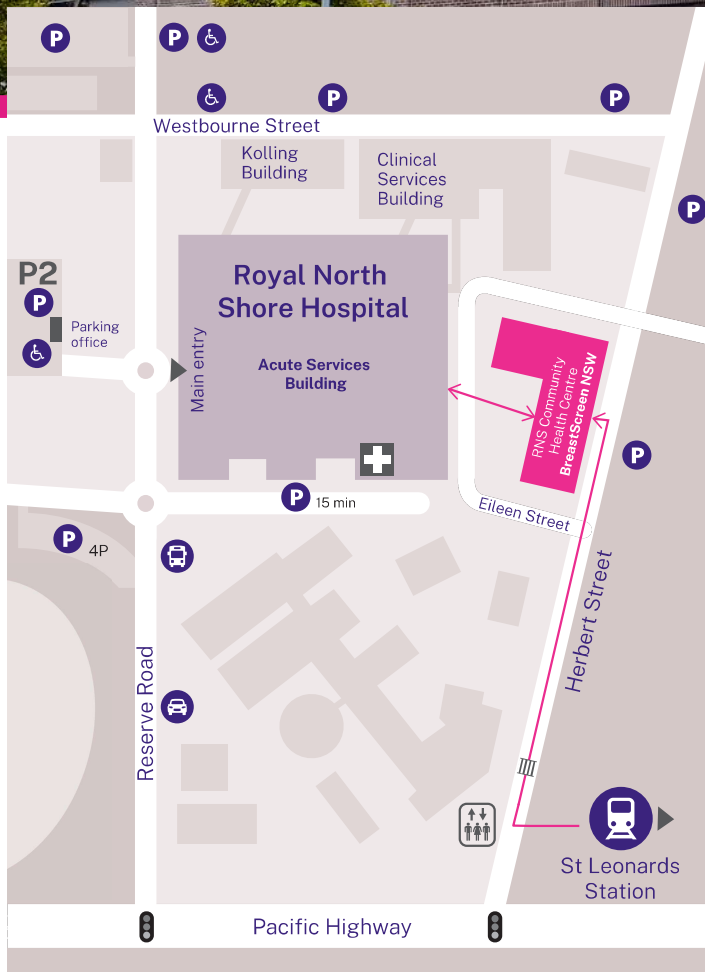 P
P
P
P
Westbourne Street
Kolling
Building
Clinical
Services
Building
P
P2
P
Parking
office
Royal North
Shore Hospital
Main entry
Acute Services
Building
RNS Community
Health Centre
BreastScreen NSW
P
P
15 min
Eileen Street
P
4P
Herbert Street
Reserve Road
St Leonards
Station
Pacific Highway